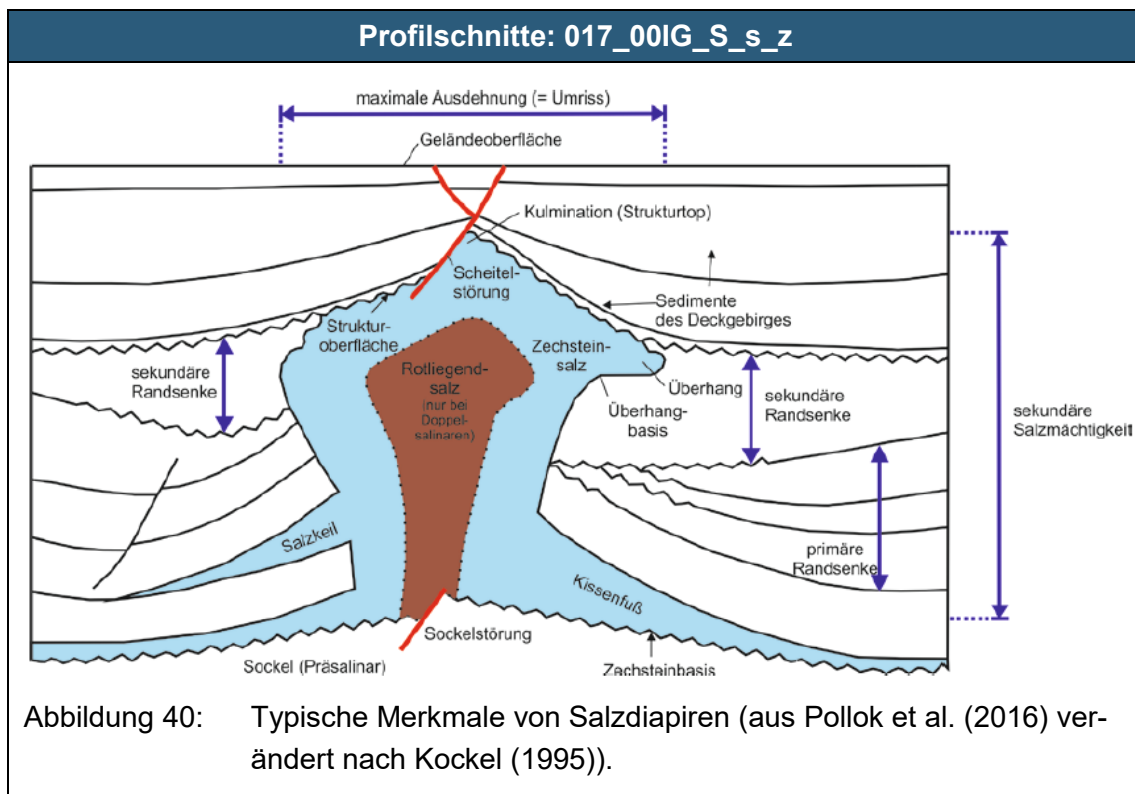 Profilschnitte: 017_00IG_S_s_z
maximale Ausdehnung (= Umriss)
Geländeoberfläche
Kulmination (Strukturtop)
Scheitel-
störung
Sedimente
des Deckgebirges
Struktur-
oberfläche
Zechstein-
salz
sekundäre
Randsenke
Rotliegend-
salz
(nur bei
Doppel-
salinaren)
Überhang
Überhang-
basis
sekundäre
Randsenke
sekundäre
Salzmächtigkeit
Salzkeil
primäre
Randsenke
Kissenfuß
Sockelstörung
Sockel (Präsalinar)
Zechsteinbasis
Abbildung 40: Typische Merkmale von Salzdiapiren (aus Pollok et al. (2016) ver-
ändert nach Kockel (1995)).